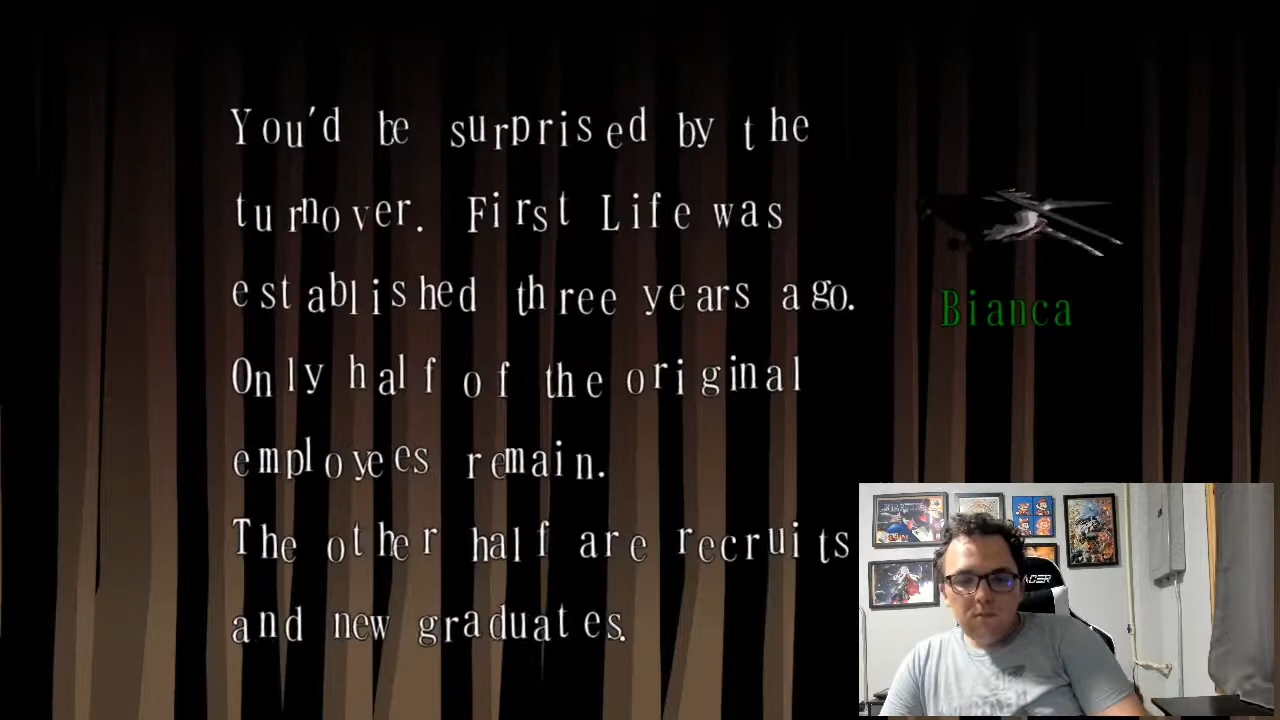 You'd be surprised by the
turnover. First Life was
established three years ago.
Only half of the original
employees remain.
The other half are recruits
and new graduates.
Bianca
ACER